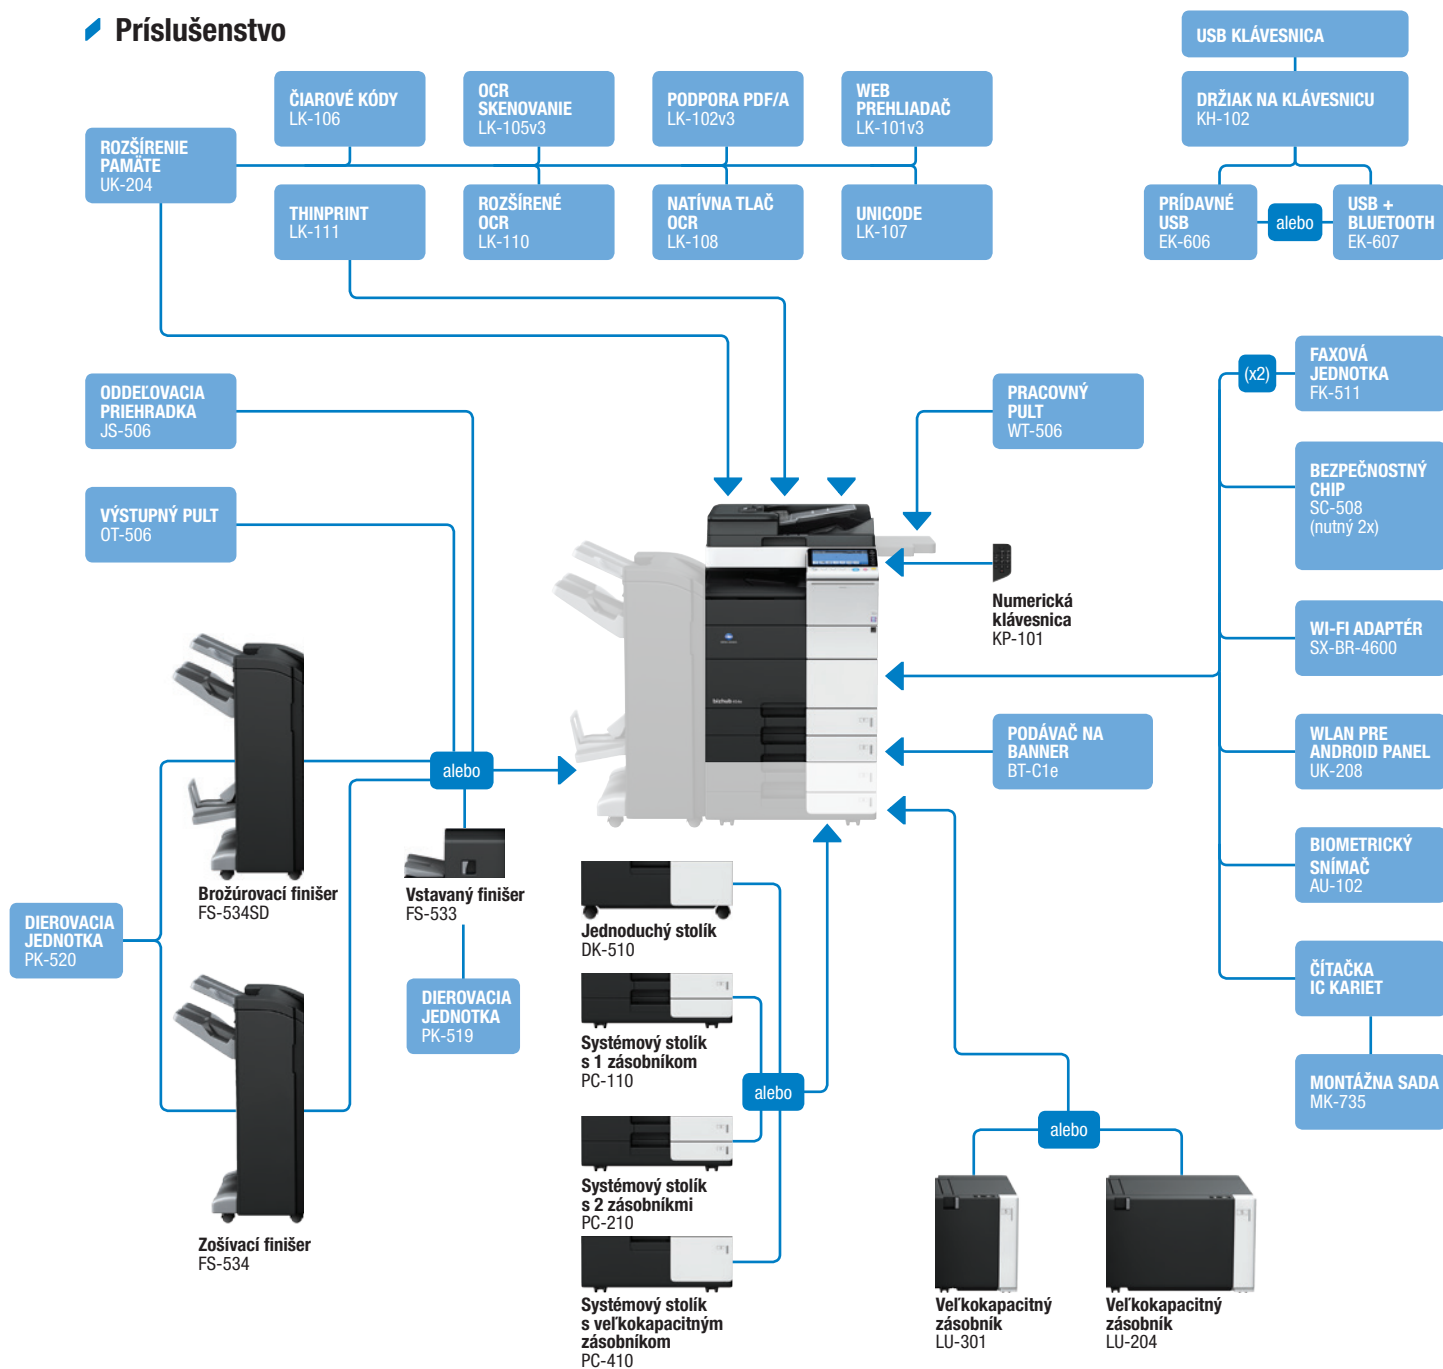 Príslušenstvo
USB KLÁVESNICA
DRŽIAK NA KLÁVESNICU
KH-102
PRÍDAVNÉ
USB
EK-606
alebo
USB +
BLUETOOTH
EK-607
ČIAROVÉ KÓDY
LK-106
OCR
SKENOVANIE
LK-105v3
PODPORA PDF/A
LK-102v3
WEB
PREHLIADAČ
LK-101v3
ROZŠÍRENIE
PAMÄTE
UK-204
THINPRINT
LK-111
ROZŠÍRENÉ
OCR
LK-110
NATÍVNA TLAČ
OCR
LK-108
UNICODE
LK-107
ODDEĽOVACIA
PRIEHRADKA
JS-506
VÝSTUPNÝ PULT
OT-506
PRACOVNÝ
PULT
WT-506
(x2)
FAXOVÁ
JEDNOTKA
FK-511
BEZPEČNOSTNÝ
CHIP
SC-508
(nutný 2x)
Numerická
klávesnica
KP-101
WI-FI ADAPTÉR
SX-BR-4600
PODÁVAČ NA
BANNER
BT-C1e
WLAN PRE
ANDROID PANEL
UK-208
alebo
BIOMETRICKÝ
SNÍMAČ
AU-102
Brožúrovací finišer
FS-534SD
Vstavaný finišer
FS-533
DIEROVACIA
JEDNOTKA
PK-520
DIEROVACIA
JEDNOTKA
PK-519
Jednoduchý stolík
DK-510
Systémový stolík
s 1 zásobníkom
PC-110
alebo
Systémový stolík
s 2 zásobníkmi
PC-210
Systémový stolík
s veľkokapacitným
zásobníkom
PC-410
Zošívací finišer
FS-534
ČÍTAČKA
IC KARIET
MONTÁŽNA SADA
MK-735
alebo
Veľkokapacitný
zásobník
LU-301
Veľkokapacitný
zásobník
LU-204